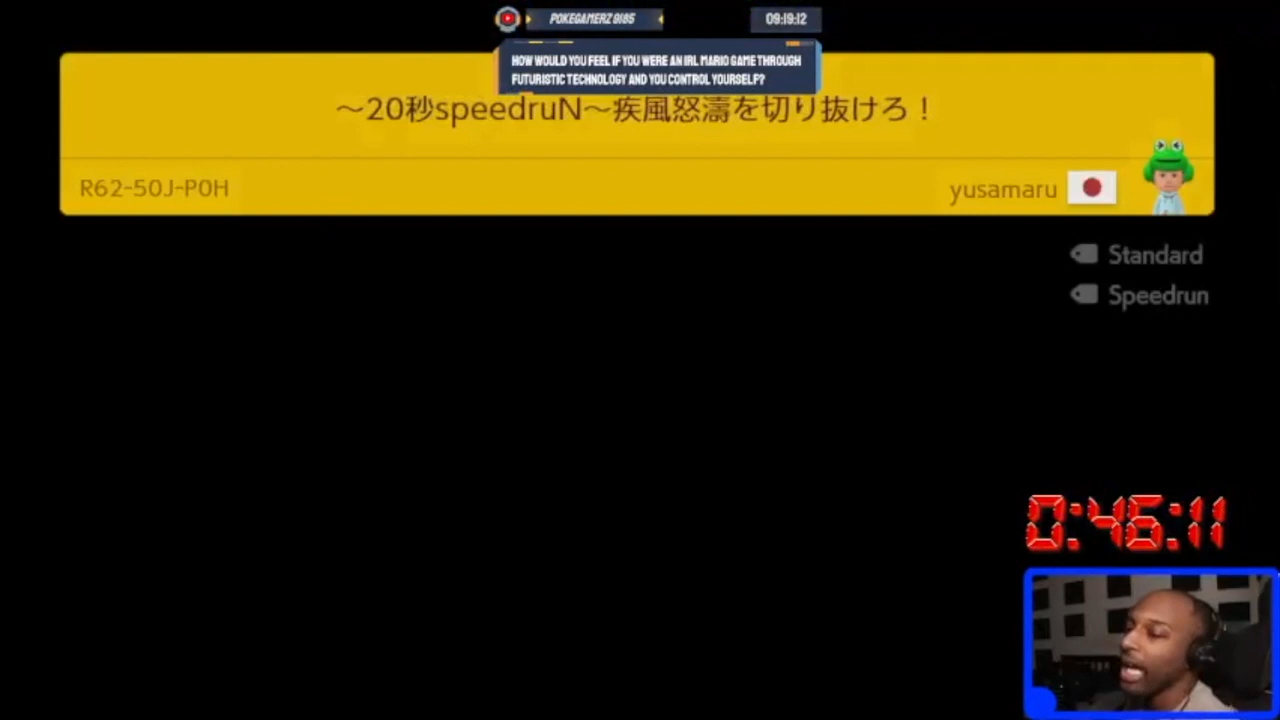 POKEGAMERZ 9185
09:19:12
HOW WOULD YOU FEEL IF YOU WERE AN IRL MARIO GAME THROUGH
FUTURISTIC TECHNOLOGY AND YOU CONTROL YOURSELF?
～20秒speedruN～疾風怒濤を切り抜けろ！
R62-50J-P0H
yusamaru
Standard
Speedrun
0:46:11